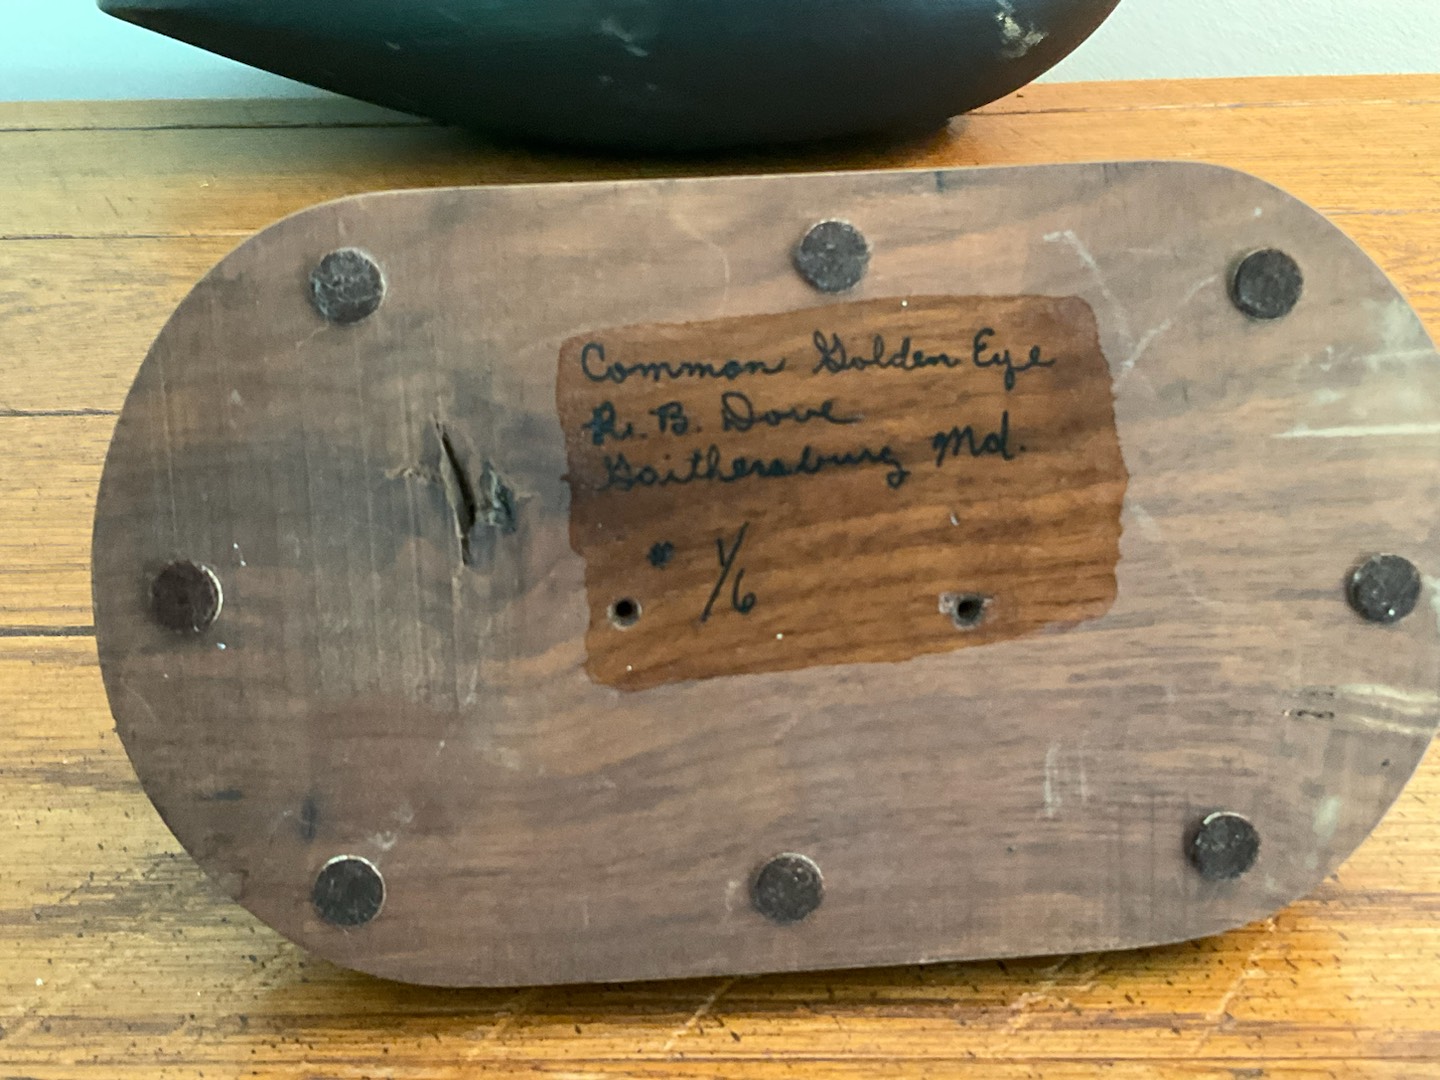 Common Golden Eye
R. B. Dove
Gaithersburg Md.
# 1/6